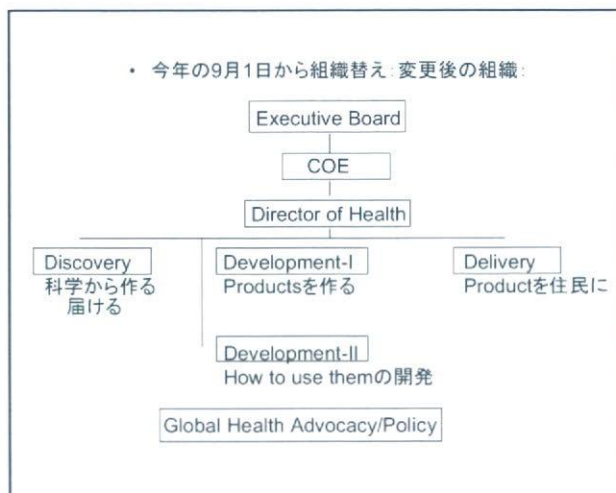 ・ 今年の9月1日から組織替え:変更後の組織:
Executive Board
COE
Director of Health
Discovery
科学から作る
届ける
Development-I
Productsを作る
Delivery
Productを住民に
Development-II
How to use themの開発
Global Health Advocacy/Policy